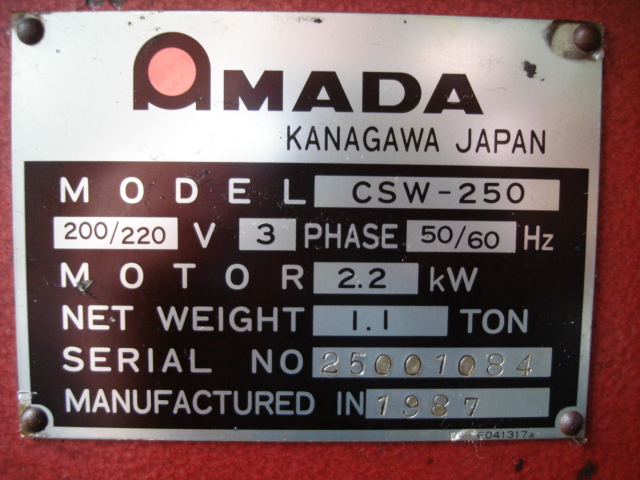 AMADA
KANAGAWA JAPAN
MODEL CSW-250
200/220 V 3 PHASE 50/60 Hz
MOTOR 2.2 kW
NET WEIGHT 1.1 TON
SERIAL NO 25001084
MANUFACTURED IN 1987
6041317a